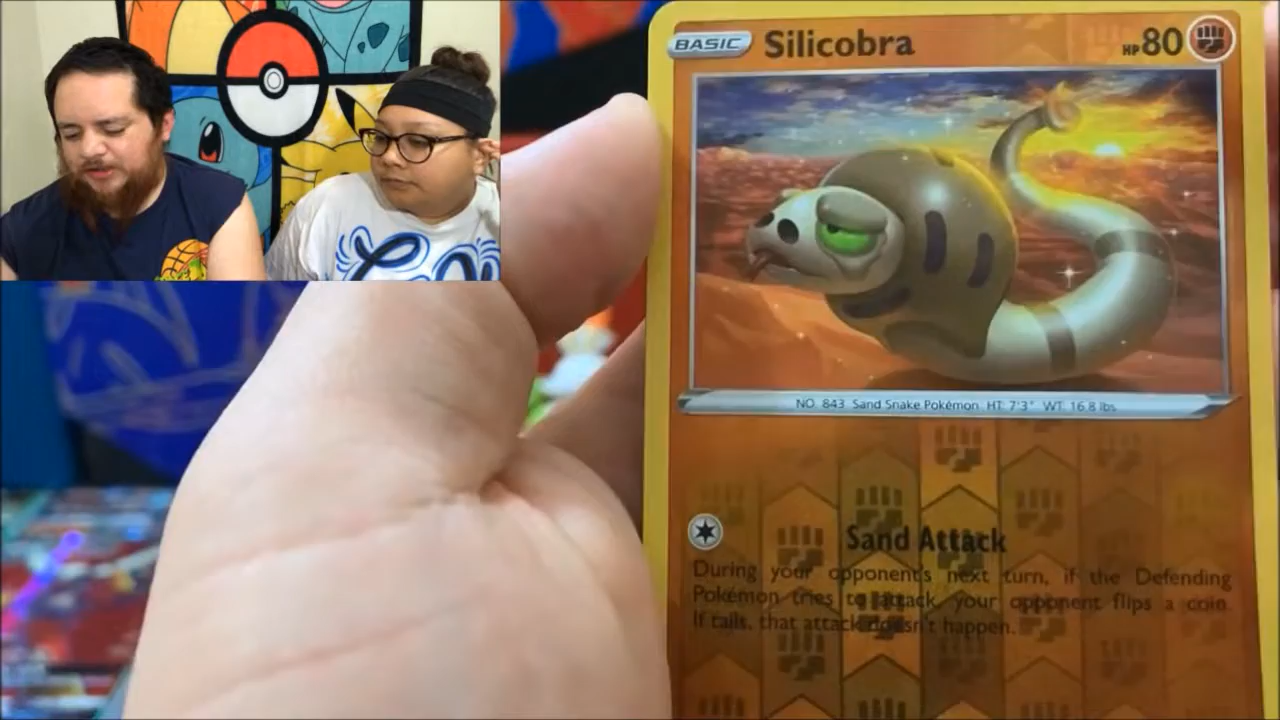 BASIC Silicobra HP 80
NO. 843 Sand Snake Pokémon HT: 7'3" WT: 16.8 lbs.
Sand Attack
During your opponent's next turn, if the Defending
Pokémon tries to attack, your opponent flips a coin.
If tails, that attack doesn't happen.